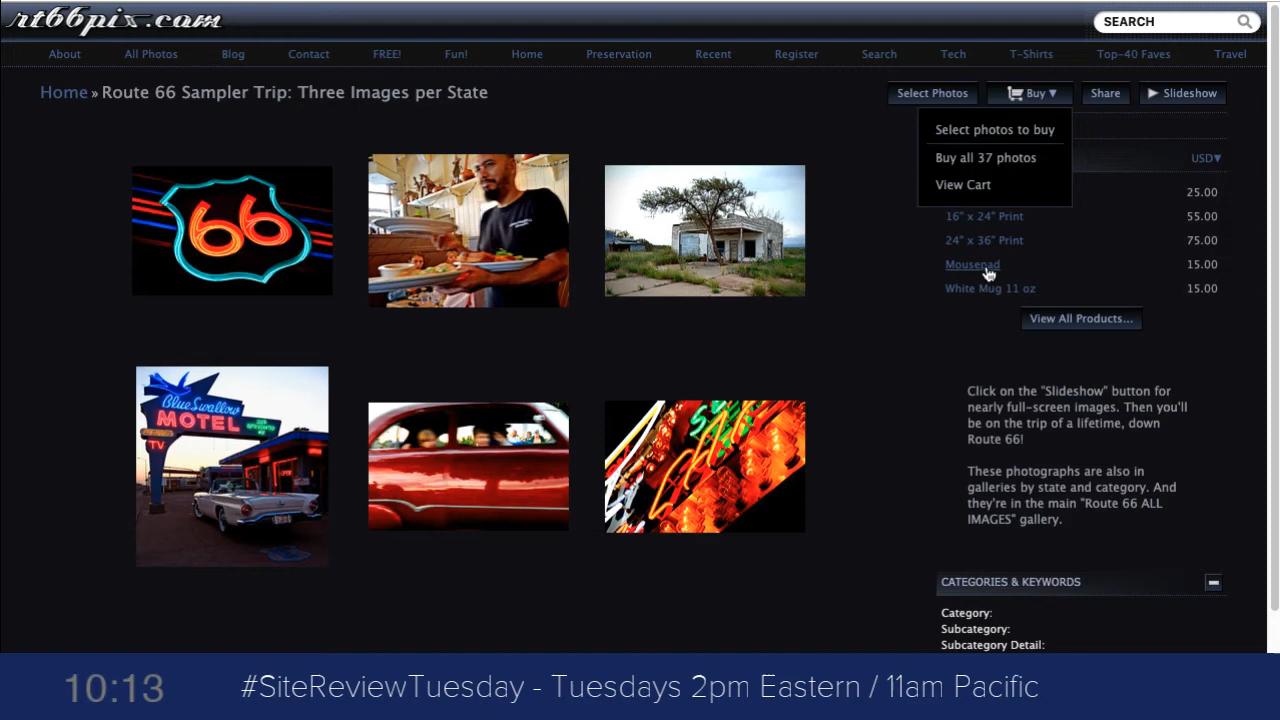 rt66pix.com
SEARCH
About All Photos Blog Contact FREE! Fun! Home Preservation Recent Register Search Tech T-Shirts Top-40 Faves Travel
Home » Route 66 Sampler Trip: Three Images per State
Select Photos Buy ▼ Share Slideshow
Select photos to buy
Buy all 37 photos
View Cart
USD▼
25.00
16" x 24" Print 55.00
24" x 36" Print 75.00
Mousepad 15.00
White Mug 11 oz 15.00
View All Products...
66
Blue Swallow
MOTEL
TV
Click on the "Slideshow" button for
nearly full-screen images. Then you'll
be on the trip of a lifetime, down
Route 66!
These photographs are also in
galleries by state and category. And
they're in the main "Route 66 ALL
IMAGES" gallery.
CATEGORIES & KEYWORDS
Category:
Subcategory:
Subcategory Detail:
10:13
#SiteReviewTuesday - Tuesdays 2pm Eastern / 11am Pacific